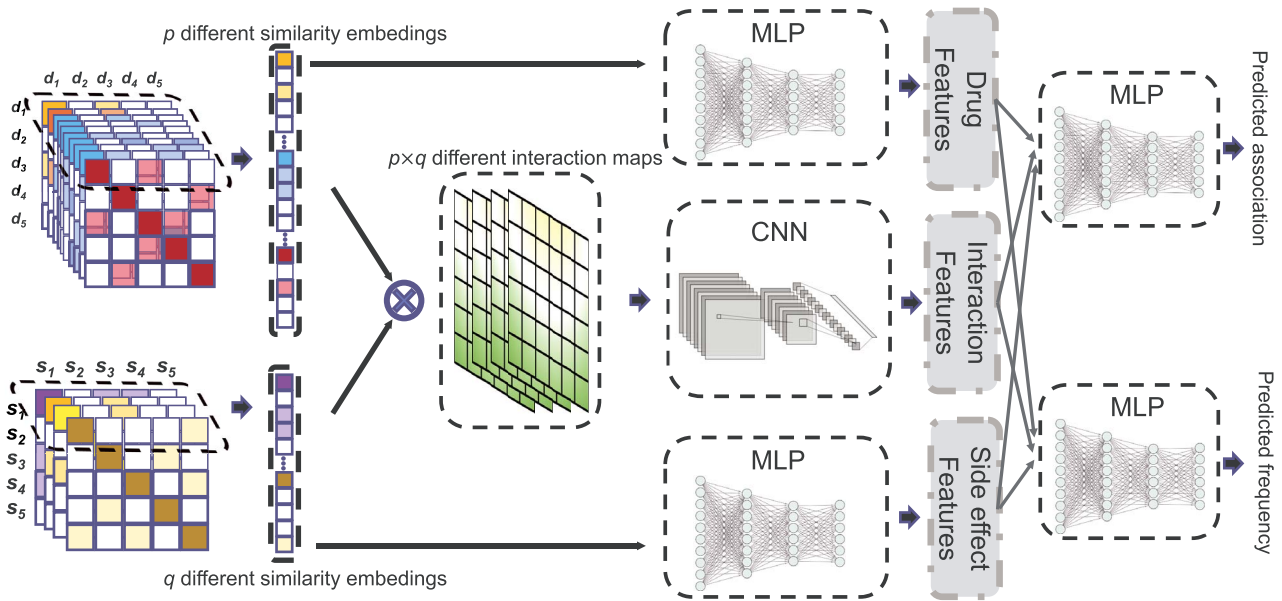 p different similarity embedings
d1 d2 d3 d4 d5
d1
d2
d3
d4
d5
p×q different interaction maps
S1 S2 S3 S4 S5
S1
S2
S3
S4
S5
q different similarity embedings
MLP
CNN
MLP
Drug
Features
Interaction
Features
Side effect
Features
MLP
MLP
Predicted association
Predicted frequency